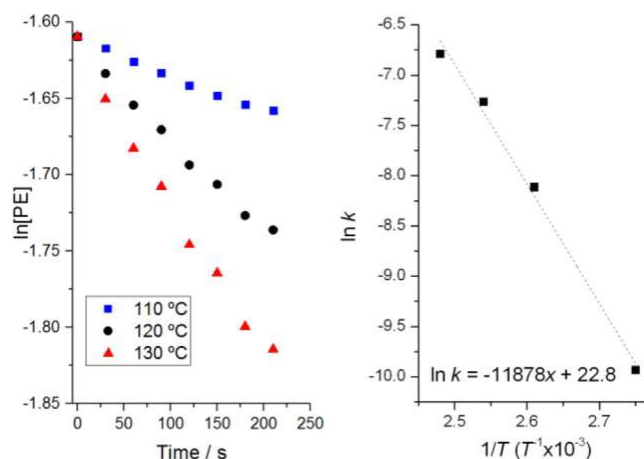 -1.60
-1.65
-1.70
-1.75
-1.80
-1.85
ln[PE]
110 ºC
120 ºC
130 ºC
0
50
100
150
200
250
Time / s
-6.5
-7.0
-7.5
-8.0
-8.5
-9.0
-9.5
-10.0
ln k
ln k = -11878x + 22.8
2.5
2.6
2.7
1/T (T⁻¹x10⁻³)